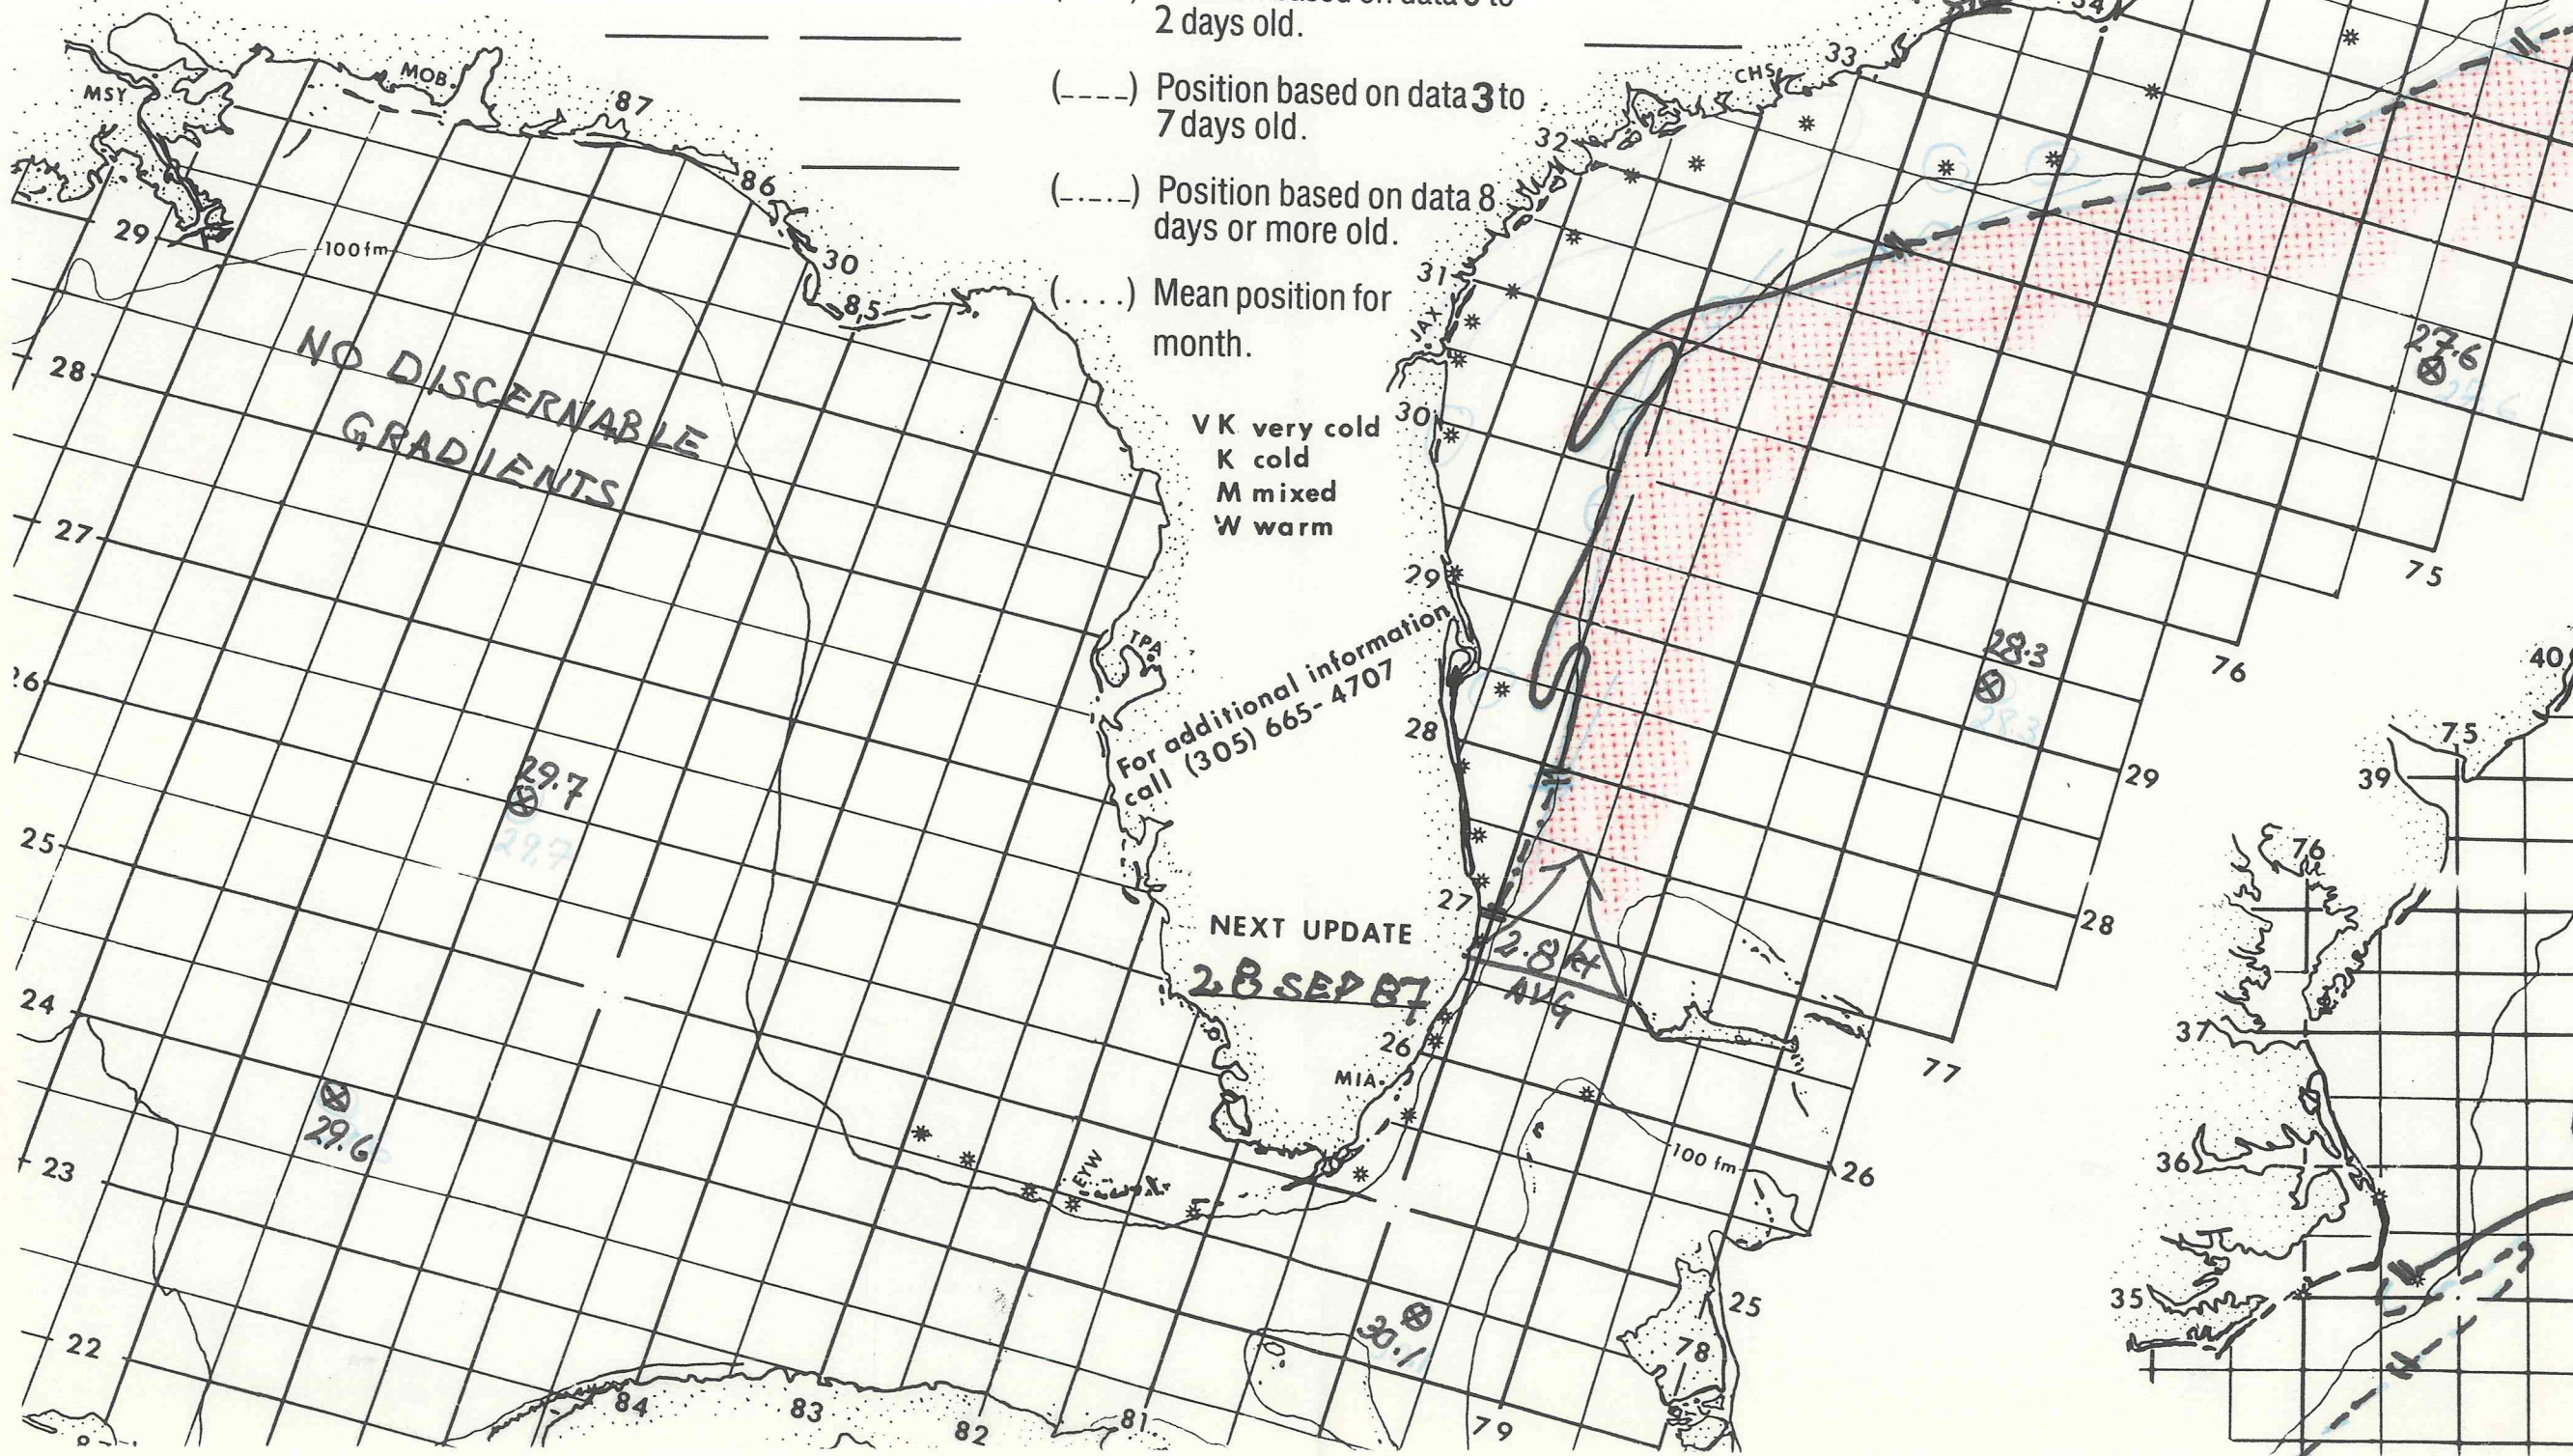 2 days old.
(----) Position based on data 3 to
7 days old.
(_._._) Position based on data 8
days or more old.
(....) Mean position for
month.
VK very cold
K cold
M mixed
W warm
For additional information
call (305) 665-4707
NEXT UPDATE
28 SEP 87
NO DISCERNABLE
GRADIENTS
MSY
MOB
87
86
30
85
29
100 fm
28
27
26
25
24
23
22
29.7
29.7
29.6
84
83
82
81
79
TPA
EYW
MIA
JAX
CHS
34
33
32
31
30
29
28
27
26
2.8 kt
AVG
27.6
28.3
28.3
30.1
75
76
29
28
77
26
100 fm
25
78
40
75
39
76
37
36
35